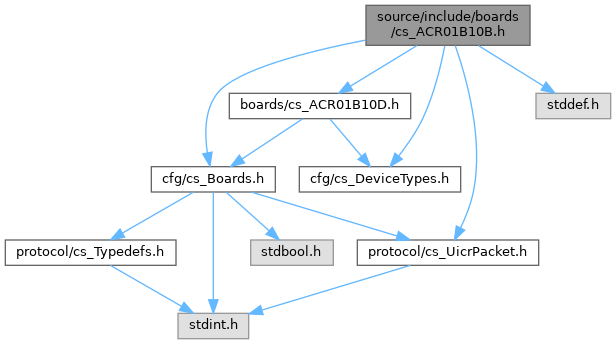 source/include/boards
/cs_ACR01B10B.h
boards/cs_ACR01B10D.h
stddef.h
cfg/cs_Boards.h
cfg/cs_DeviceTypes.h
protocol/cs_Typedefs.h
stdbool.h
protocol/cs_UicrPacket.h
stdint.h